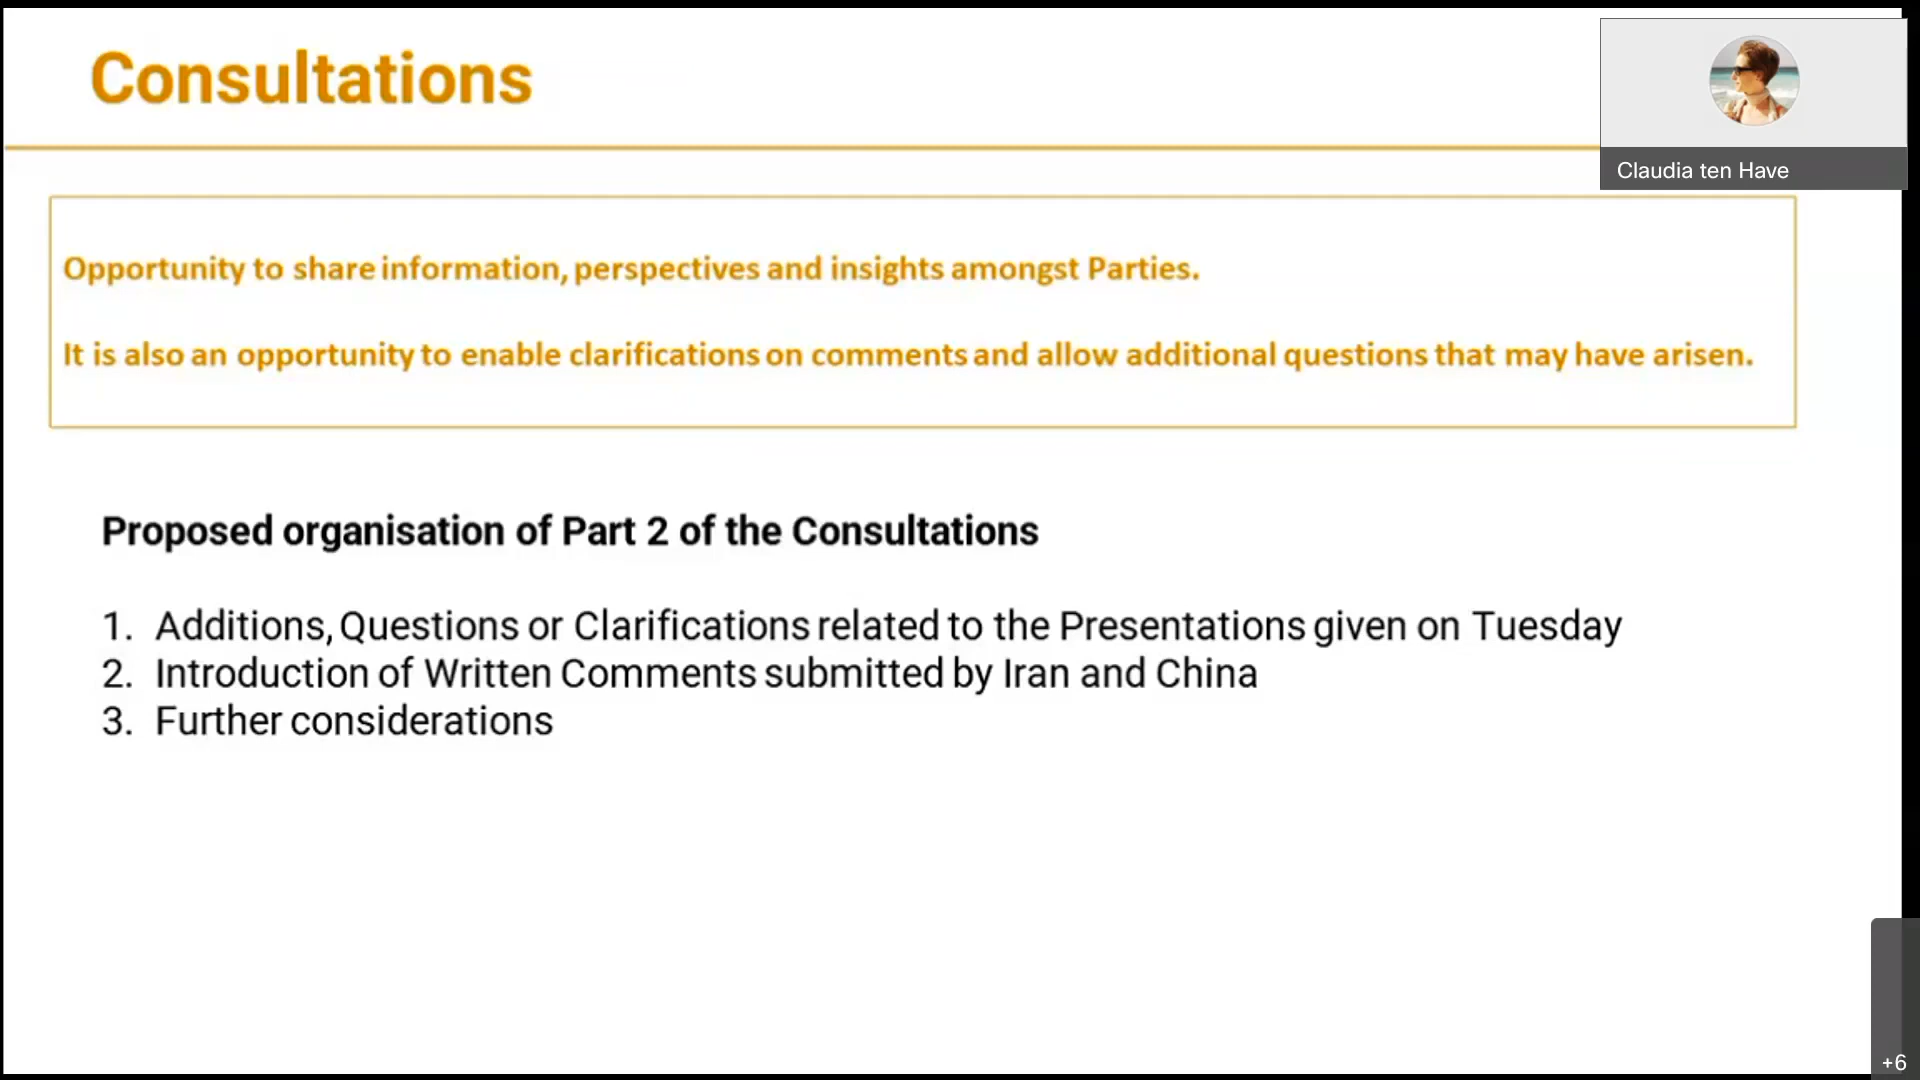 Consultations
Claudia ten Have
Opportunity to share information, perspectives and insights amongst Parties.
It is also an opportunity to enable clarifications on comments and allow additional questions that may have arisen.
Proposed organisation of Part 2 of the Consultations
1. Additions, Questions or Clarifications related to the Presentations given on Tuesday
2. Introduction of Written Comments submitted by Iran and China
3. Further considerations
+6